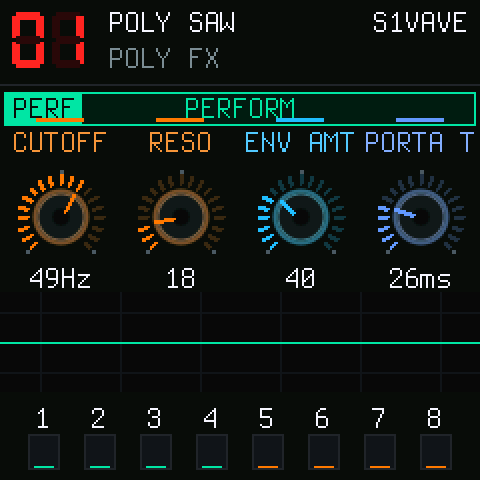 01 POLY SAW S1VAVE
POLY FX
PERF PERFORM
CUTOFF RESO ENV AMT PORTA T
49Hz 18 40 26ms
1 2 3 4 5 6 7 8